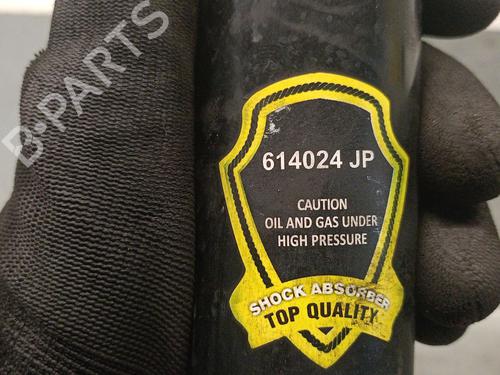 B-PARTS
614024 JP
CAUTION
OIL AND GAS UNDER
HIGH PRESSURE
SHOCK ABSORBER
TOP QUALITY